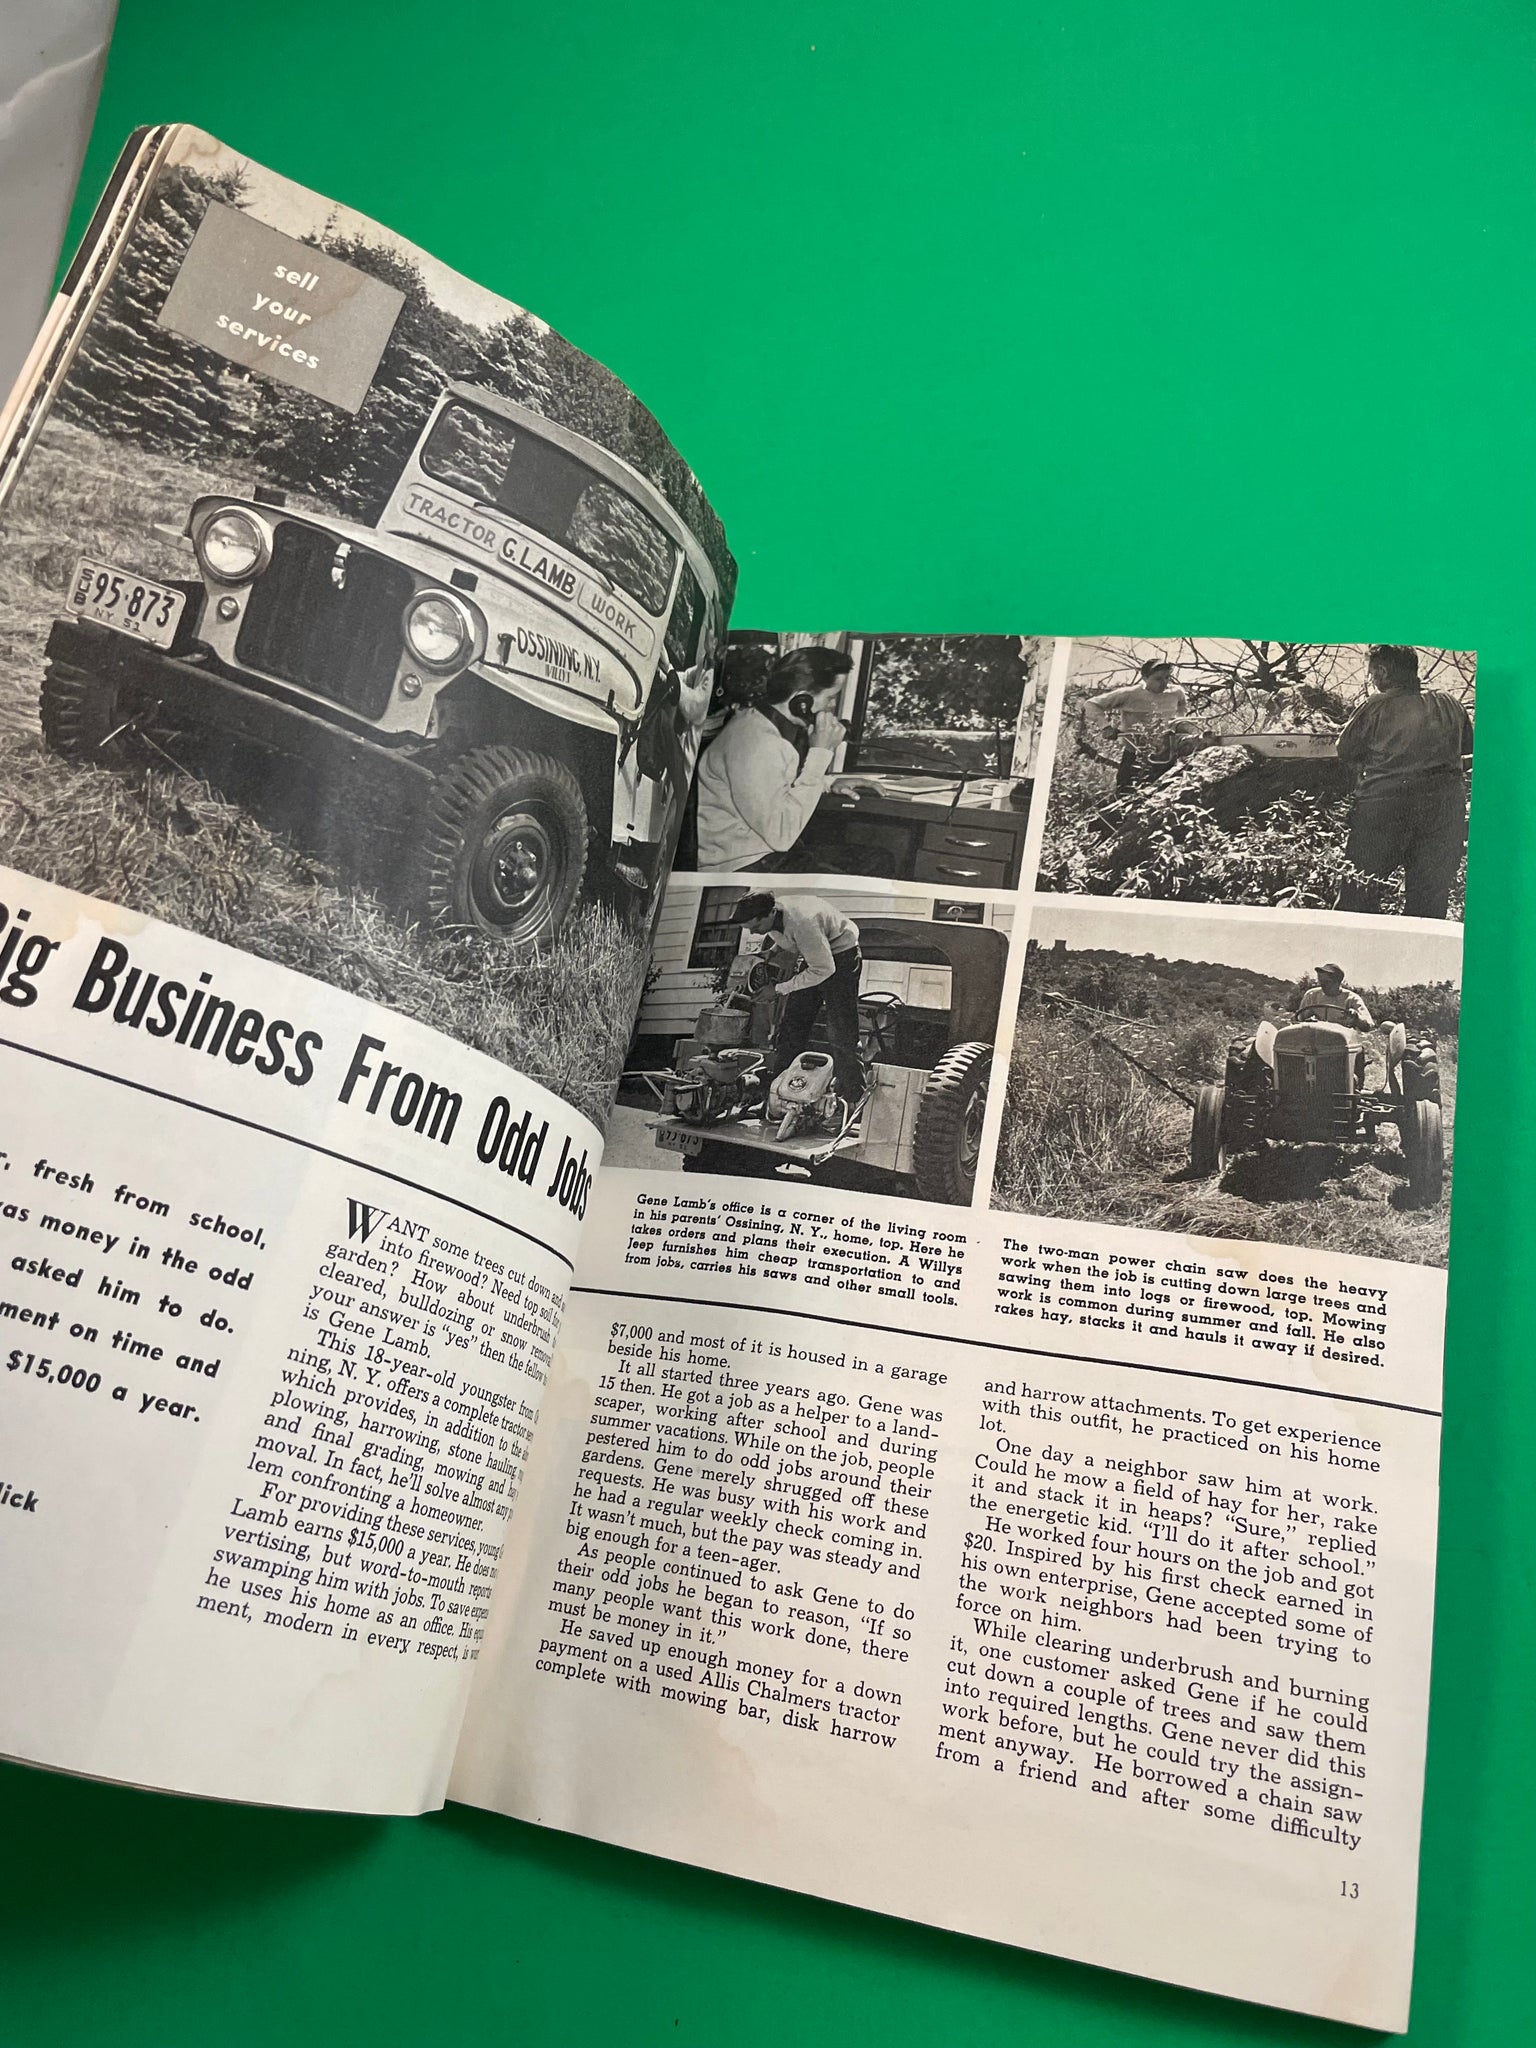 sell
your
services
TRACTOR G. LAMB WORK
OSSINING, N.Y.
WILLYS
SUB 95·873
NY 51
Big Business From Odd Jobs
fresh from school,
was money in the odd
asked him to do.
on time and
$15,000 a year.
WANT some trees cut down and
into firewood? Need top soil for
garden? How about underbrush
cleared, bulldozing or snow
your answer is "yes" then the
is Gene Lamb.
This 18-year-old youngster from
ning, N. Y. offers a complete tractor
which provides, in addition to the
plowing, harrowing, stone hauling,
and final grading, mowing and
moval. In fact, he'll solve almost any
lem confronting a homeowner.
For providing these services, young
Lamb earns $15,000 a year. He does
vertising, but word-to-mouth reports
swamping him with jobs. To save
he uses his home as an office. His
ment, modern in every respect, is
Gene Lamb's office is a corner of the living room
in his parents' Ossining, N. Y., home, top. Here he
takes orders and plans their execution. A Willys
Jeep furnishes him cheap transportation to and
from jobs, carries his saws and other small tools.
The two-man power chain saw does the heavy
work when the job is cutting down large trees and
sawing them into logs or firewood, top. Mowing
work is common during summer and fall. He also
rakes hay, stacks it and hauls it away if desired.
$7,000 and most of it is housed in a garage
beside his home.
It all started three years ago. Gene was
15 then. He got a job as a helper to a land-
scaper, working after school and during
summer vacations. While on the job, people
pestered him to do odd jobs around their
gardens. Gene merely shrugged off these
requests. He was busy with his work and
he had a regular weekly check coming in.
It wasn't much, but the pay was steady and
big enough for a teen-ager.
As people continued to ask Gene to do
their odd jobs he began to reason, "If so
many people want this work done, there
must be money in it."
He saved up enough money for a down
payment on a used Allis Chalmers tractor
complete with mowing bar, disk harrow
and harrow attachments. To get experience
with this outfit, he practiced on his home
lot.
One day a neighbor saw him at work.
Could he mow a field of hay for her, rake
it and stack it in heaps? "Sure," replied
the energetic kid. "I'll do it after school."
He worked four hours on the job and got
$20. Inspired by his first check earned in
his own enterprise, Gene accepted some of
the work neighbors had been trying to
force on him.
While clearing underbrush and burning
it, one customer asked Gene if he could
cut down a couple of trees and saw them
into required lengths. Gene never did this
work before, but he could try the assign-
ment anyway. He borrowed a chain saw
from a friend and after some difficulty
13